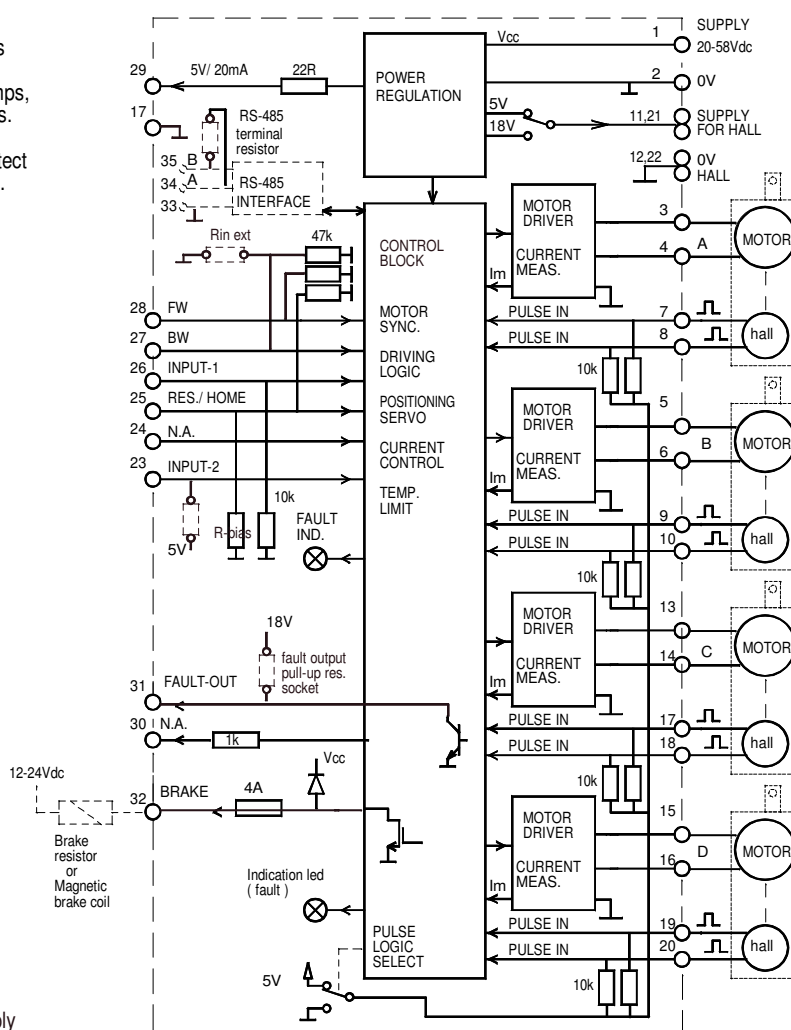 s
nps,
s.
tect
.
ply
29
5V/ 20mA
22R
17
RS-485
terminal
resistor
35 B
34 A
33
RS-485
INTERFACE
Rin ext
47k
28 FW
27 BW
26 INPUT-1
25 RES./ HOME
24 N.A.
23 INPUT-2
5V
R-bias
10k
FAULT
IND.
18V
fault output
pull-up res.
socket
31 FAULT-OUT
30 N.A.
1k
Vcc
12-24Vdc
32 BRAKE
4A
Brake
resistor
or
Magnetic
brake coil
Indication led
( fault )
5V
POWER
REGULATION
CONTROL
BLOCK
MOTOR
SYNC.
DRIVING
LOGIC
POSITIONING
SERVO
CURRENT
CONTROL
TEMP.
LIMIT
PULSE
LOGIC
SELECT
Vcc
1
SUPPLY
20-58Vdc
2
0V
5V
18V
11,21
SUPPLY
FOR HALL
12,22
0V
HALL
MOTOR
DRIVER
CURRENT
MEAS.
Im
3
4
A
MOTOR
PULSE IN
7
PULSE IN
8
hall
10k
MOTOR
DRIVER
CURRENT
MEAS.
Im
5
6
B
MOTOR
PULSE IN
9
PULSE IN
10
hall
10k
MOTOR
DRIVER
CURRENT
MEAS.
Im
13
14
C
MOTOR
PULSE IN
17
PULSE IN
18
hall
10k
MOTOR
DRIVER
CURRENT
MEAS.
Im
15
16
D
MOTOR
PULSE IN
19
PULSE IN
20
hall
10k